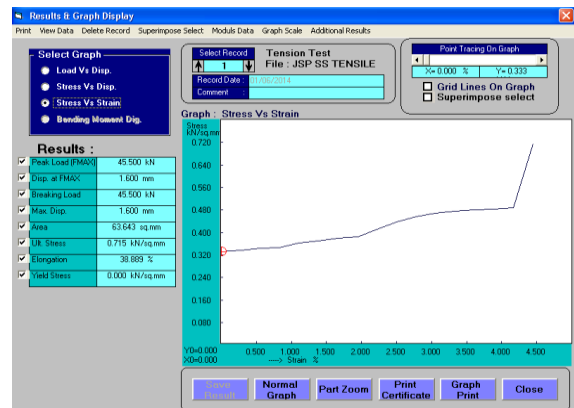 Results & Graph Display
Print View Data Delete Record Superimpose Select Moduls Data Graph Scale Additional Results
Select Graph
Load Vs Disp.
Stress Vs Disp.
Stress Vs Strain
Bending Moment Dig.
Select Record
1
Tension Test
File : JSP SS TENSILE
Record Date : 01/06/2014
Comment :
Point Tracing On Graph
X= 0.000 % Y= 0.333
Grid Lines On Graph
Superimpose select
Results :
Peak Load (FMAX) 45.500 kN
Disp. at FMAX 1.600 mm
Breaking Load 45.500 kN
Max. Disp. 1.600 mm
Area 63.643 sq.mm
Ult. Stress 0.715 kN/sq.mm
Elongation 38.889 %
Yield Stress 0.000 kN/sq.mm
Graph : Stress Vs Strain
Stress
kN/sq.mm
0.720
0.640
0.560
0.480
0.400
0.320
0.240
0.160
0.080
Y0=0.000
X0=0.000
0.500 1.000 1.500 2.000 2.500 3.000 3.500 4.000 4.500
----> Strain %
Save Result
Normal Graph
Part Zoom
Print Certificate
Graph Print
Close